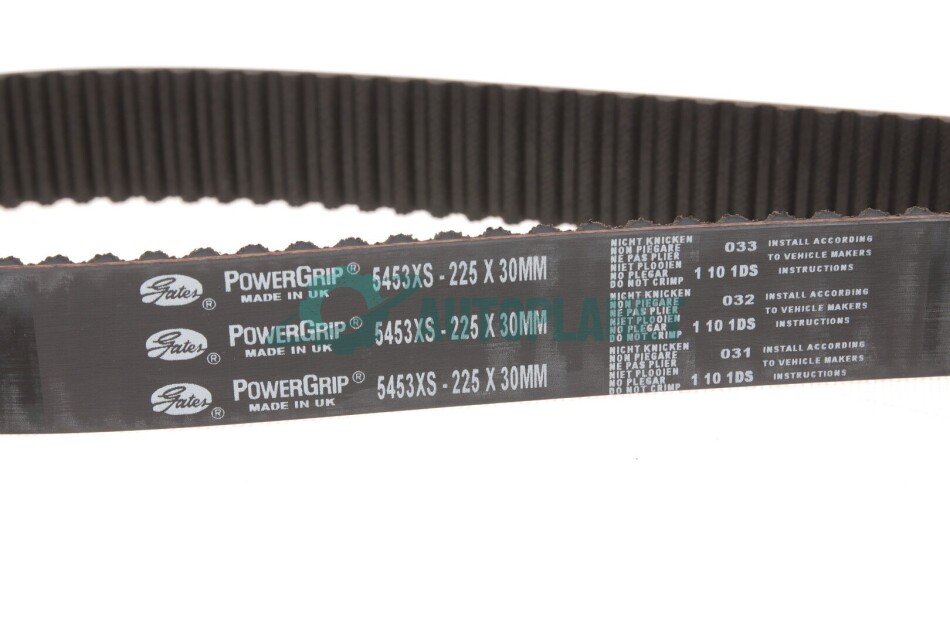 Gates® POWERGRIP® MADE IN UK 5453XS - 225 X 30MM
NICHT KNICKEN
NON PIEGARE
NE PAS PLIER
NIET PLOOIEN
NO PLEGAR
DO NOT CRIMP
033
1 10 1DS
INSTALL ACCORDING
TO VEHICLE MAKERS
INSTRUCTIONS
Gates® POWERGRIP® MADE IN UK 5453XS - 225 X 30MM
NICHT KNICKEN
NON PIEGARE
NE PAS PLIER
NIET PLOOIEN
NO PLEGAR
DO NOT CRIMP
032
1 10 1DS
INSTALL ACCORDING
TO VEHICLE MAKERS
INSTRUCTIONS
Gates® POWERGRIP® MADE IN UK 5453XS - 225 X 30MM
NICHT KNICKEN
NON PIEGARE
NE PAS PLIER
NIET PLOOIEN
NO PLEGAR
DO NOT CRIMP
031
1 10 1DS
INSTALL ACCORDING
TO VEHICLE MAKERS
INSTRUCTIONS